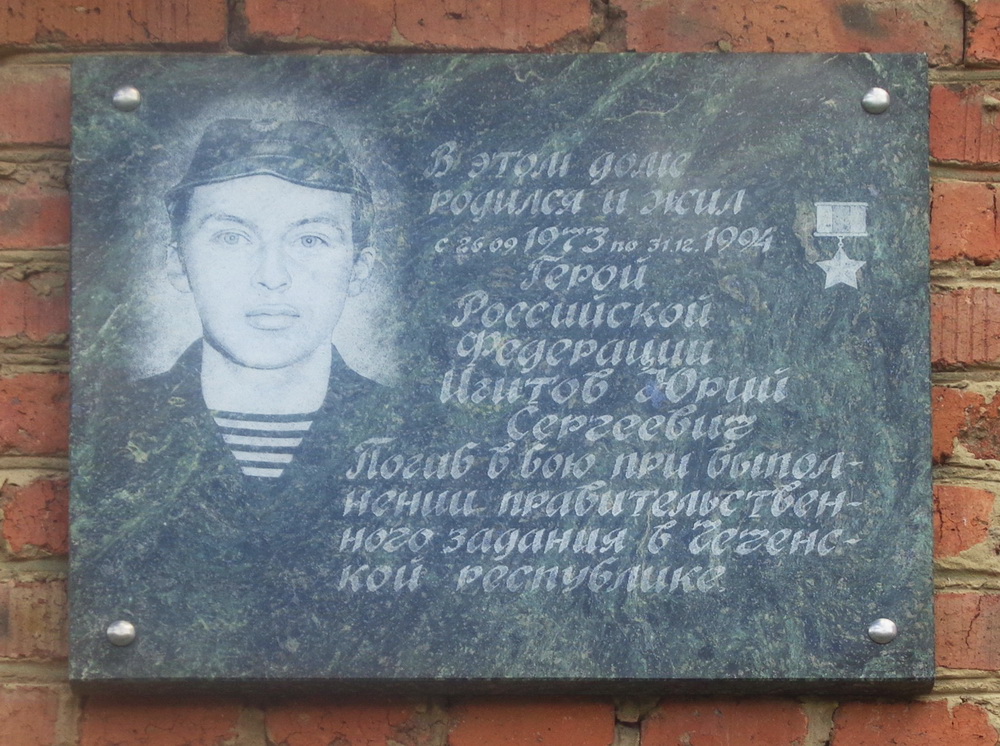 В этом доме
родился и жил
с 26.09.1973 по 31.12.1994
Герой
Российской
Федерации
Игитов Юрий
Сергеевич
Погиб в бою при выпол-
нении правительствен-
ного задания в Чеченс-
кой республике